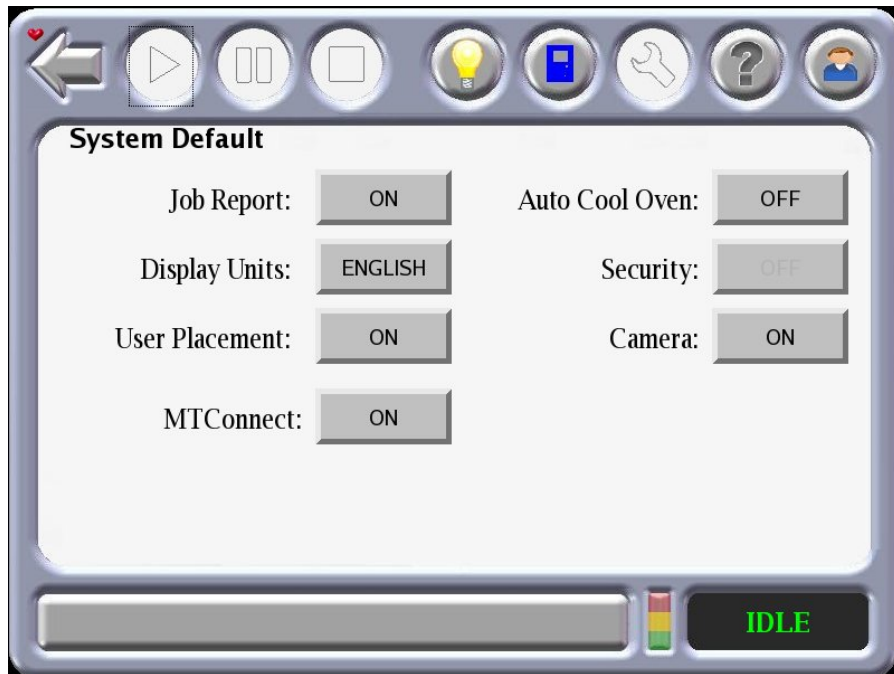 System Default
Job Report: ON Auto Cool Oven: OFF
Display Units: ENGLISH Security: OFF
User Placement: ON Camera: ON
MTConnect: ON
IDLE